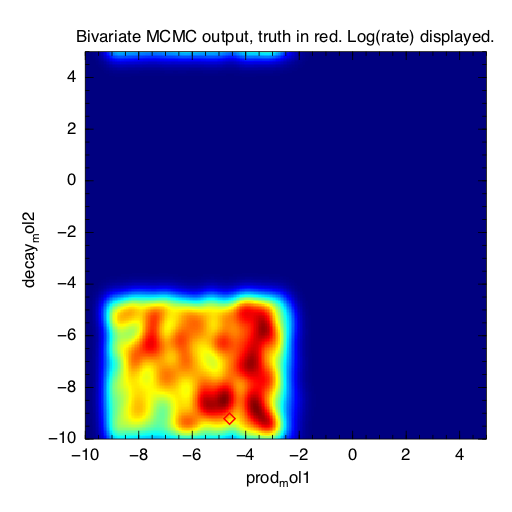 Bivariate MCMC output, truth in red. Log(rate) displayed.
4
2
0
−2
−4
−6
−8
−10
decay_mol2
−10 −8 −6 −4 −2 0 2 4
prod_mol1